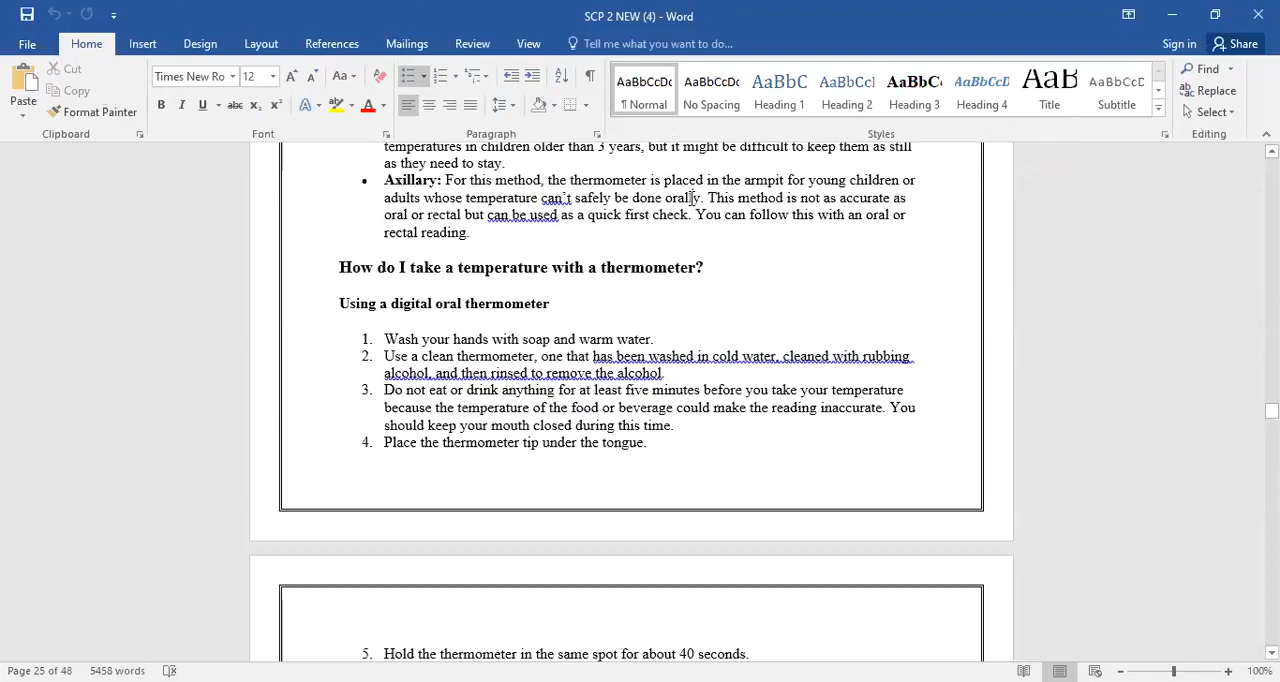 SCP 2 NEW (4) - Word
File Home Insert Design Layout References Mailings Review View Tell me what you want to do... Sign in Share
Cut
Copy
Format Painter
Paste
Times New Ro 12
AaBbCcDc AaBbCcDc AaBbC AaBbCcI AaBbC AaBbCcD AaB AaBbCcD
¶ Normal No Spacing Heading 1 Heading 2 Heading 3 Heading 4 Title Subtitle
Find
Replace
Select
Clipboard Font Paragraph Styles Editing
temperatures in children older than 3 years, but it might be difficult to keep them as still
as they need to stay.
• Axillary: For this method, the thermometer is placed in the armpit for young children or
adults whose temperature can’t safely be done orally. This method is not as accurate as
oral or rectal but can be used as a quick first check. You can follow this with an oral or
rectal reading.
How do I take a temperature with a thermometer?
Using a digital oral thermometer
1. Wash your hands with soap and warm water.
2. Use a clean thermometer, one that has been washed in cold water, cleaned with rubbing
alcohol, and then rinsed to remove the alcohol.
3. Do not eat or drink anything for at least five minutes before you take your temperature
because the temperature of the food or beverage could make the reading inaccurate. You
should keep your mouth closed during this time.
4. Place the thermometer tip under the tongue.
5. Hold the thermometer in the same spot for about 40 seconds.
Page 25 of 48 5458 words 100%